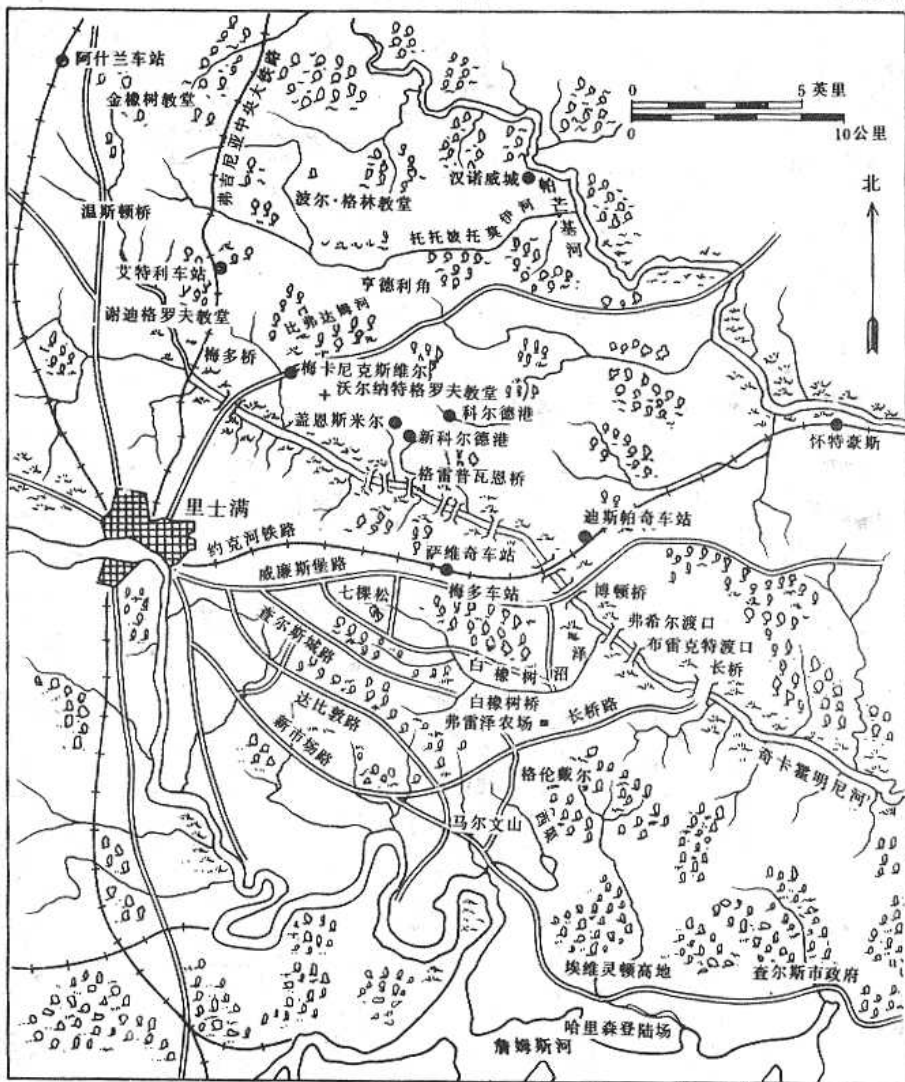 阿什兰车站
金橡树教堂
弗吉尼亚中央大铁路
0 5 英里
0 10 公里
北
汉诺威城
帕芒基河
波尔·格林教堂
温斯顿桥
托托波托莫伊河
艾特利车站
亨德利角
谢迪格罗夫教堂
比弗达姆河
梅多桥
梅卡尼克斯维尔
沃尔纳特格罗夫教堂
科尔德港
盖恩斯米尔
新科尔德港
怀特豪斯
格雷普瓦恩桥
里士满
迪斯帕奇车站
约克河铁路
萨维奇车站
威廉斯堡路
七棵松
梅多车站
博顿桥
弗希尔渡口
查尔斯城路
布雷克特渡口
白橡树沼泽
长桥
达比敦路
白橡树桥
长桥路
弗雷泽农场
新市场路
奇卡霍明尼河
格伦戴尔
马尔文山
埃维灵顿高地
查尔斯市政府
哈里森登陆场
詹姆斯河